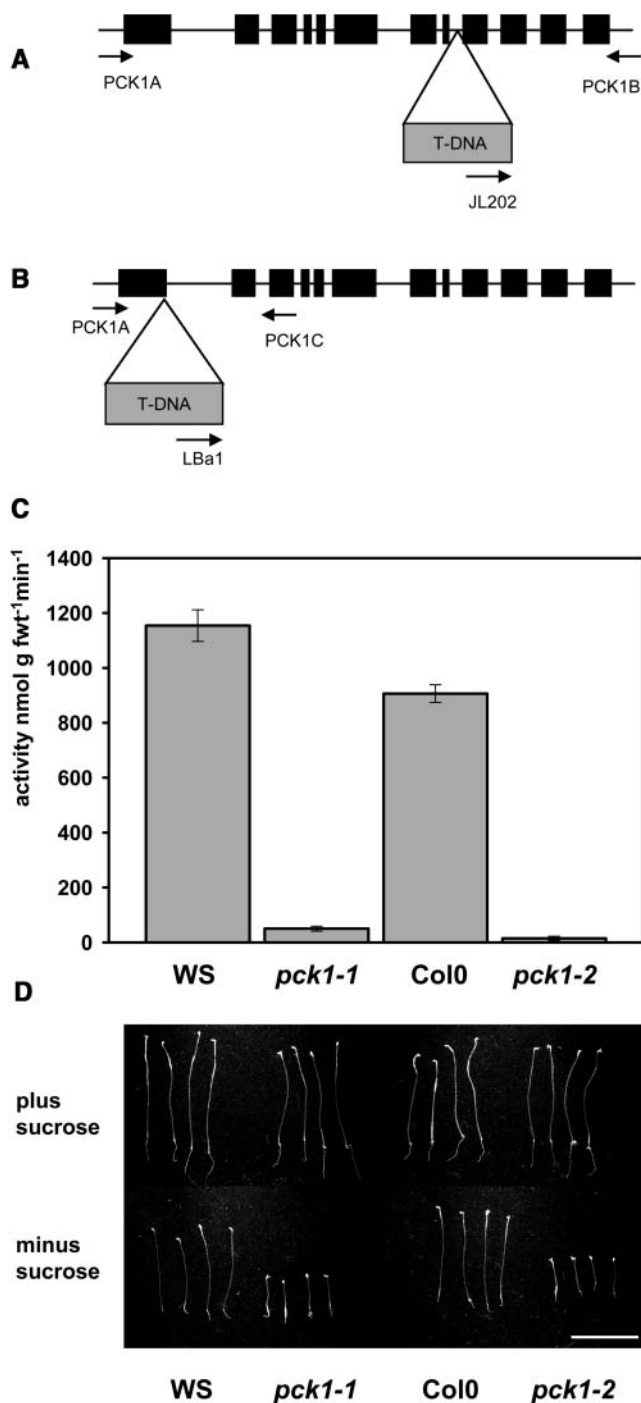 A
PCK1A
PCK1B
T-DNA
JL202
B
PCK1A
PCK1C
T-DNA
LBa1
C
activity nmol g fwt⁻¹min⁻¹
1400
1200
1000
800
600
400
200
0
WS pck1-1 Col0 pck1-2
D
plus
sucrose
minus
sucrose
WS pck1-1 Col0 pck1-2